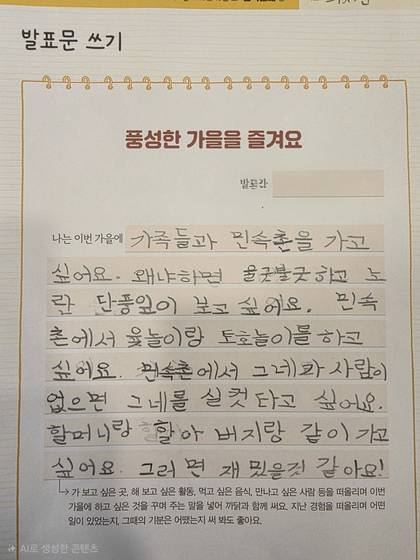 발표문 쓰기
풍성한 가을을 즐겨요
발표할 사람
나는 이번 가을에 가족들과 민속촌을 가고
싶어요. 왜냐하면 울긋불긋하고 노
란 단풍잎이 보고 싶어요. 민속
촌에서 윷놀이랑 토호놀이를 하고
싶어요. 민속촌에서 그네과 사람이
없으면 그네를 실컷 타고 싶어요.
할머니랑 할아버지랑 같이 가고
싶어요. 그러면 재밌을것 같아요!
가 보고 싶은 곳, 해 보고 싶은 활동, 먹고 싶은 음식, 만나고 싶은 사람 등을 떠올리며 이번
가을에 하고 싶은 것을 꾸며 주는 말을 넣어 까닭과 함께 써요. 지난 경험을 떠올리며 어떤
일이 있었는지, 그때의 기분은 어땠는지 써 봐도 좋아요.
AI로 생성한 콘텐츠